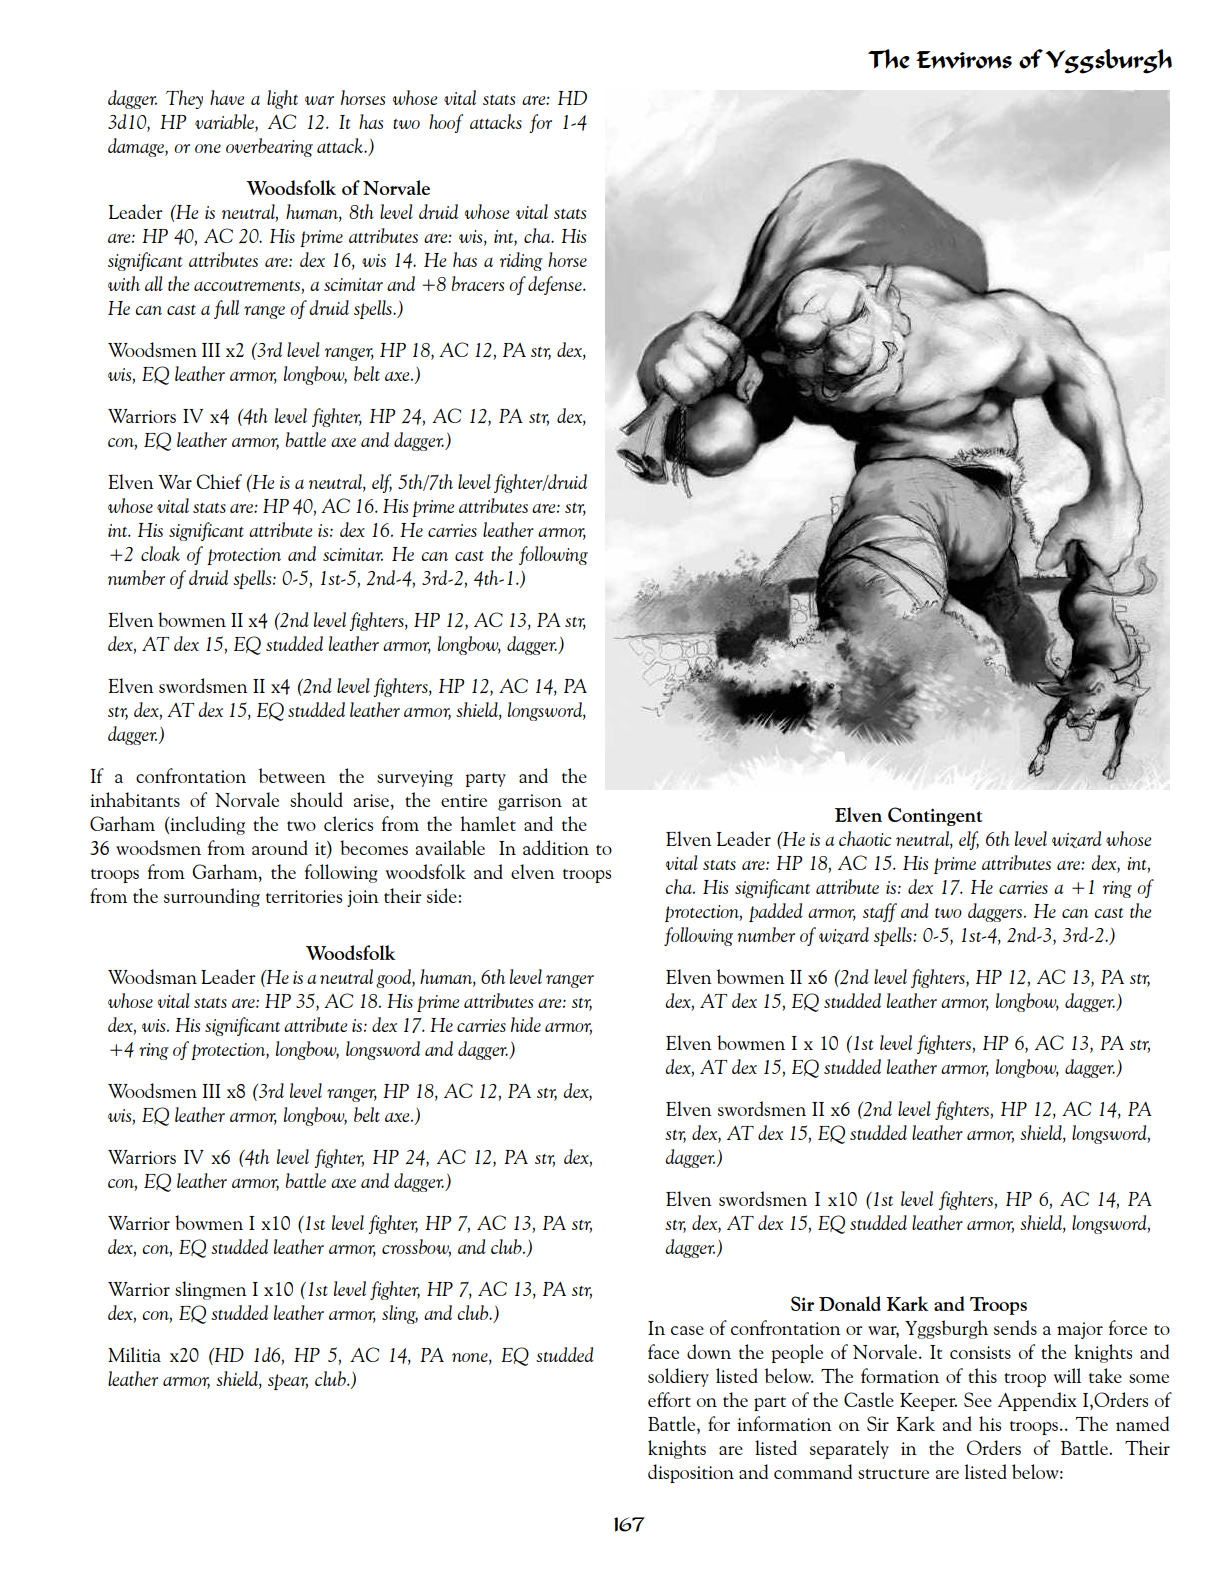 The Environs of Yggsburgh
dagger. They have a light war horses whose vital stats are: HD
3d10, HP variable, AC 12. It has two hoof attacks for 1-4
damage, or one overbearing attack.)
Woodsfolk of Norvale
Leader (He is neutral, human, 8th level druid whose vital stats
are: HP 40, AC 20. His prime attributes are: wis, int, cha. His
significant attributes are: dex 16, wis 14. He has a riding horse
with all the accoutrements, a scimitar and +8 bracers of defense.
He can cast a full range of druid spells.)
Woodsmen III x2 (3rd level ranger, HP 18, AC 12, PA str, dex,
wis, EQ leather armor, longbow, belt axe.)
Warriors IV x4 (4th level fighter, HP 24, AC 12, PA str, dex,
con, EQ leather armor, battle axe and dagger.)
Elven War Chief (He is a neutral, elf, 5th/7th level fighter/druid
whose vital stats are: HP 40, AC 16. His prime attributes are: str,
int. His significant attribute is: dex 16. He carries leather armor,
+2 cloak of protection and scimitar. He can cast the following
number of druid spells: 0-5, 1st-5, 2nd-4, 3rd-2, 4th-1.)
Elven bowmen II x4 (2nd level fighters, HP 12, AC 13, PA str,
dex, AT dex 15, EQ studded leather armor, longbow, dagger.)
Elven swordsmen II x4 (2nd level fighters, HP 12, AC 14, PA
str, dex, AT dex 15, EQ studded leather armor, shield, longsword,
dagger.)
If a confrontation between the surveying party and the
inhabitants of Norvale should arise, the entire garrison at
Garham (including the two clerics from the hamlet and the
36 woodsmen from around it) becomes available  In addition to
troops from Garham, the following woodsfolk and elven troops
from the surrounding territories join their side:
Woodsfolk
Woodsman Leader (He is a neutral good, human, 6th level ranger
whose vital stats are: HP 35, AC 18. His prime attributes are: str,
dex, wis. His significant attribute is: dex 17. He carries hide armor,
+4 ring of protection, longbow, longsword and dagger.)
Woodsmen III x8 (3rd level ranger, HP 18, AC 12, PA str, dex,
wis, EQ leather armor, longbow, belt axe.)
Warriors IV x6 (4th level fighter, HP 24, AC 12, PA str, dex,
con, EQ leather armor, battle axe and dagger.)
Warrior bowmen I x10 (1st level fighter, HP 7, AC 13, PA str,
dex, con, EQ studded leather armor, crossbow, and club.)
Warrior slingmen I x10 (1st level fighter, HP 7, AC 13, PA str,
dex, con, EQ studded leather armor, sling, and club.)
Militia x20 (HD 1d6, HP 5, AC 14, PA none, EQ studded
leather armor, shield, spear, club.)
Elven Contingent
Elven Leader (He is a chaotic neutral, elf, 6th level wizard whose
vital stats are: HP 18, AC 15. His prime attributes are: dex, int,
cha. His significant attribute is: dex 17. He carries a +1 ring of
protection, padded armor, staff and two daggers. He can cast the
following number of wizard spells: 0-5, 1st-4, 2nd-3, 3rd-2.)
Elven bowmen II x6 (2nd level fighters, HP 12, AC 13, PA str,
dex, AT dex 15, EQ studded leather armor, longbow, dagger.)
Elven bowmen I x 10 (1st level fighters, HP 6, AC 13, PA str,
dex, AT dex 15, EQ studded leather armor, longbow, dagger.)
Elven swordsmen II x6 (2nd level fighters, HP 12, AC 14, PA
str, dex, AT dex 15, EQ studded leather armor, shield, longsword,
dagger.)
Elven swordsmen I x10 (1st level fighters, HP 6, AC 14, PA
str, dex, AT dex 15, EQ studded leather armor, shield, longsword,
dagger.)
Sir Donald Kark and Troops
In case of confrontation or war, Yggsburgh sends a major force to
face down the people of Norvale. It consists of the knights and
soldiery listed below. The formation of this troop will take some
effort on the part of the Castle Keeper. See Appendix I,Orders of
Battle, for information on Sir Kark and his troops.. The named
knights are listed separately in the Orders of Battle. Their
disposition and command structure are listed below:
167